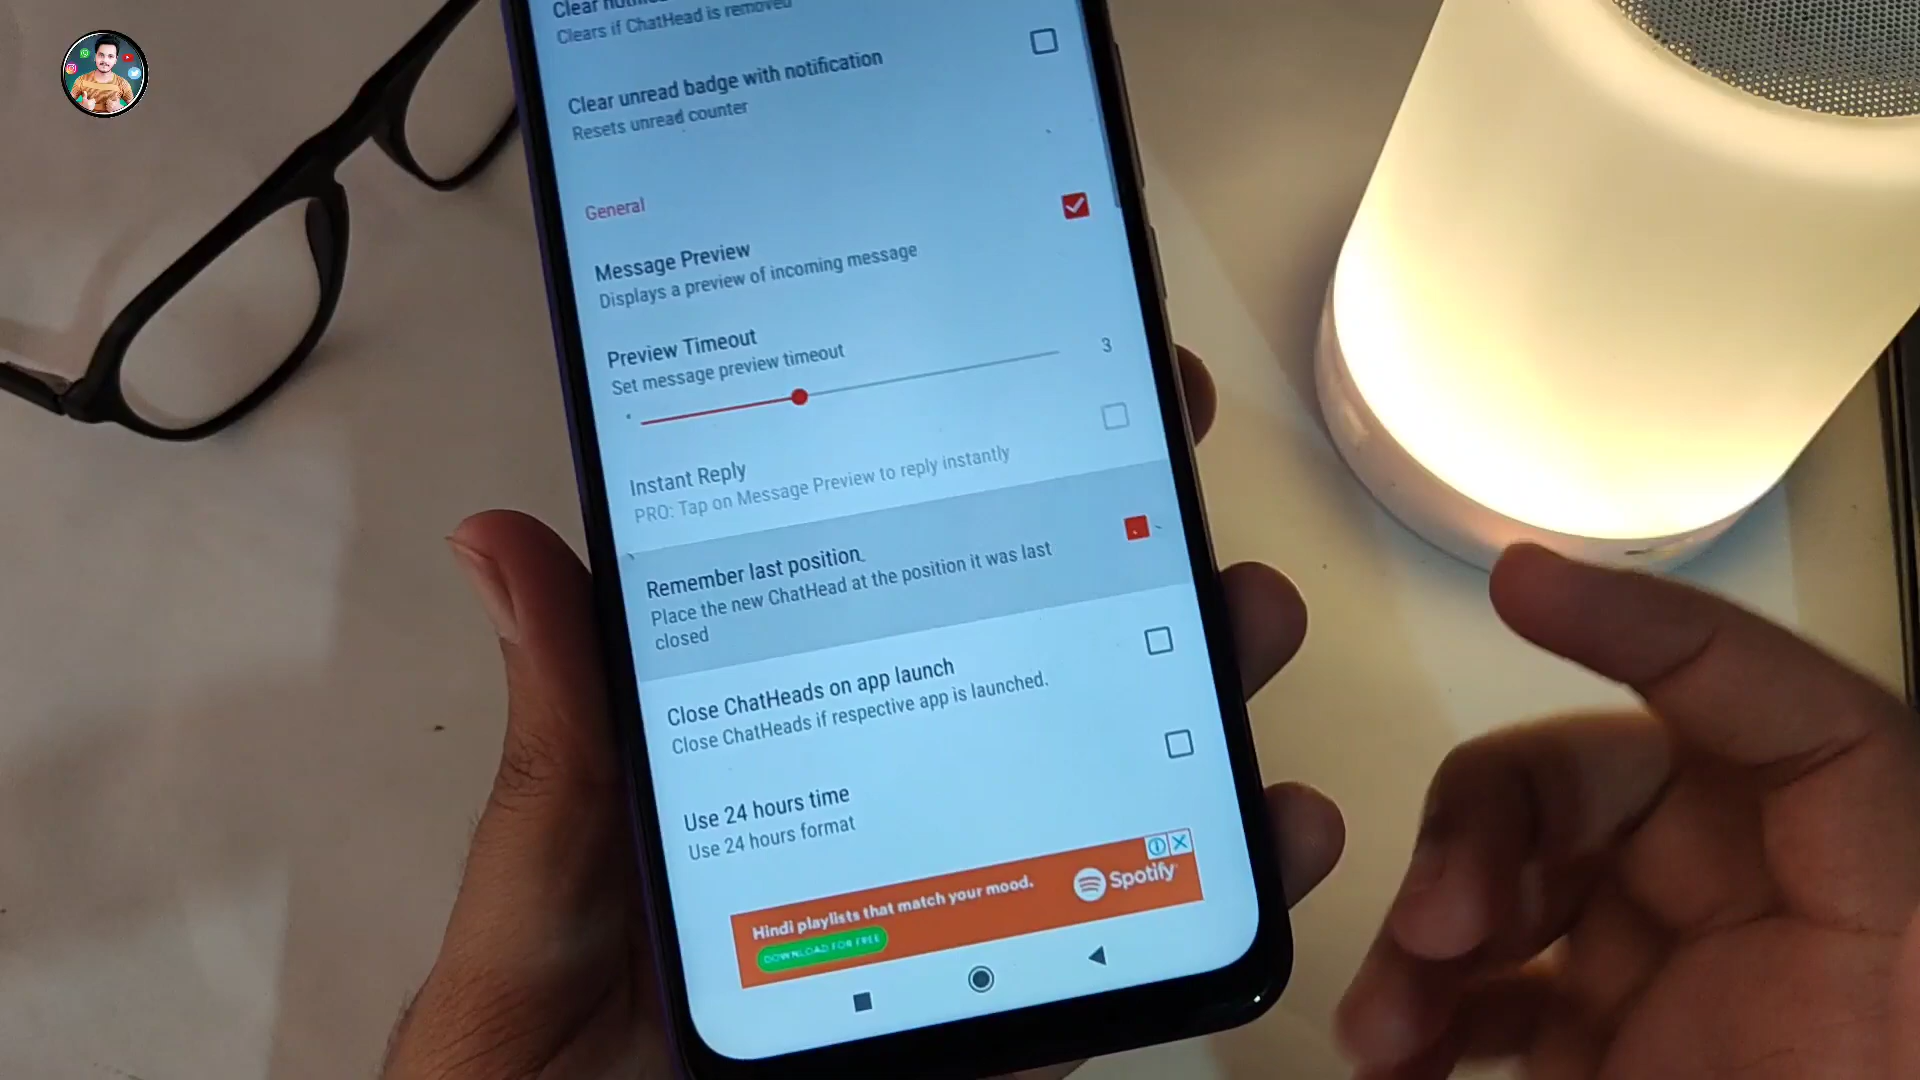 Clears if ChatHead is removed
Clear unread badge with notification
Resets unread counter
General
Message Preview
Displays a preview of incoming message
Preview Timeout
Set message preview timeout
3
Instant Reply
PRO: Tap on Message Preview to reply instantly
Remember last position
Place the new ChatHead at the position it was last
closed
Close ChatHeads on app launch
Close ChatHeads if respective app is launched.
Use 24 hours time
Use 24 hours format
Hindi playlists that match your mood.
Spotify
DOWNLOAD FOR FREE